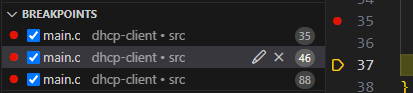 BREAKPOINTS
main.c dhcp-client • src 35
main.c dhcp-client • src 46
main.c dhcp-client • src 88
35
36
37
38 }